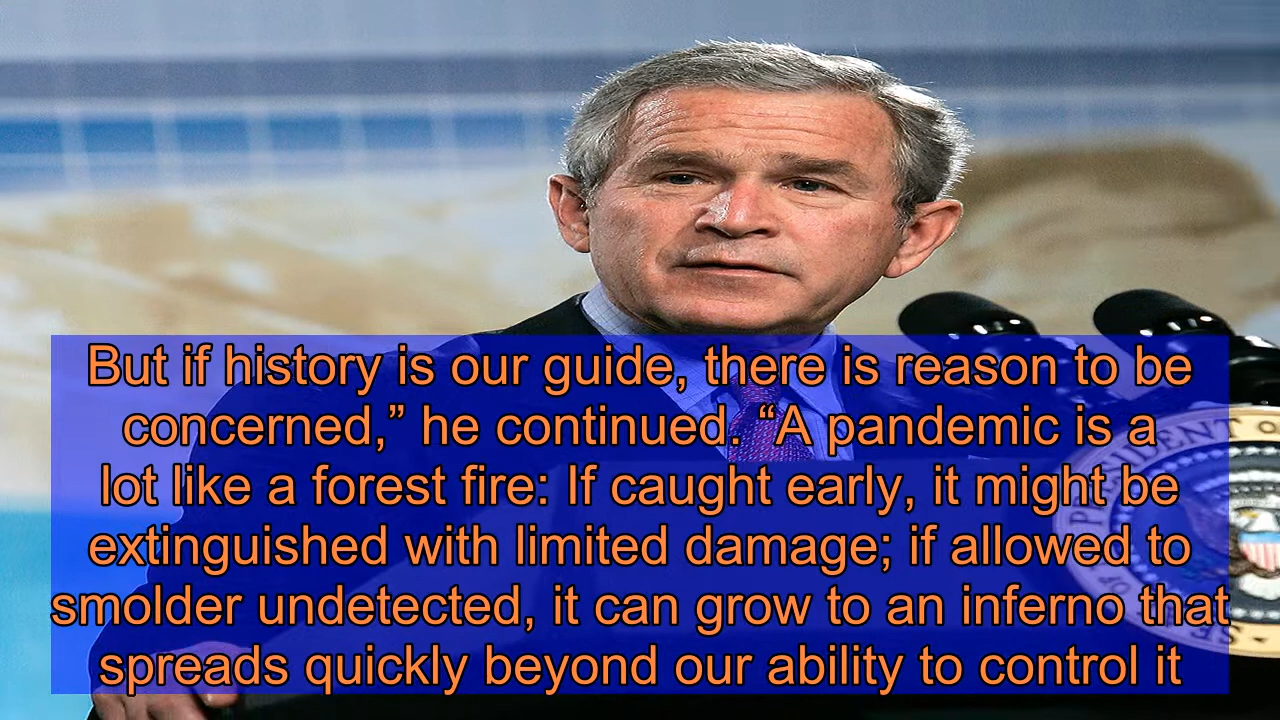 But if history is our guide, there is reason to be
concerned,” he continued. “A pandemic is a
lot like a forest fire: If caught early, it might be
extinguished with limited damage; if allowed to
smolder undetected, it can grow to an inferno that
spreads quickly beyond our ability to control it